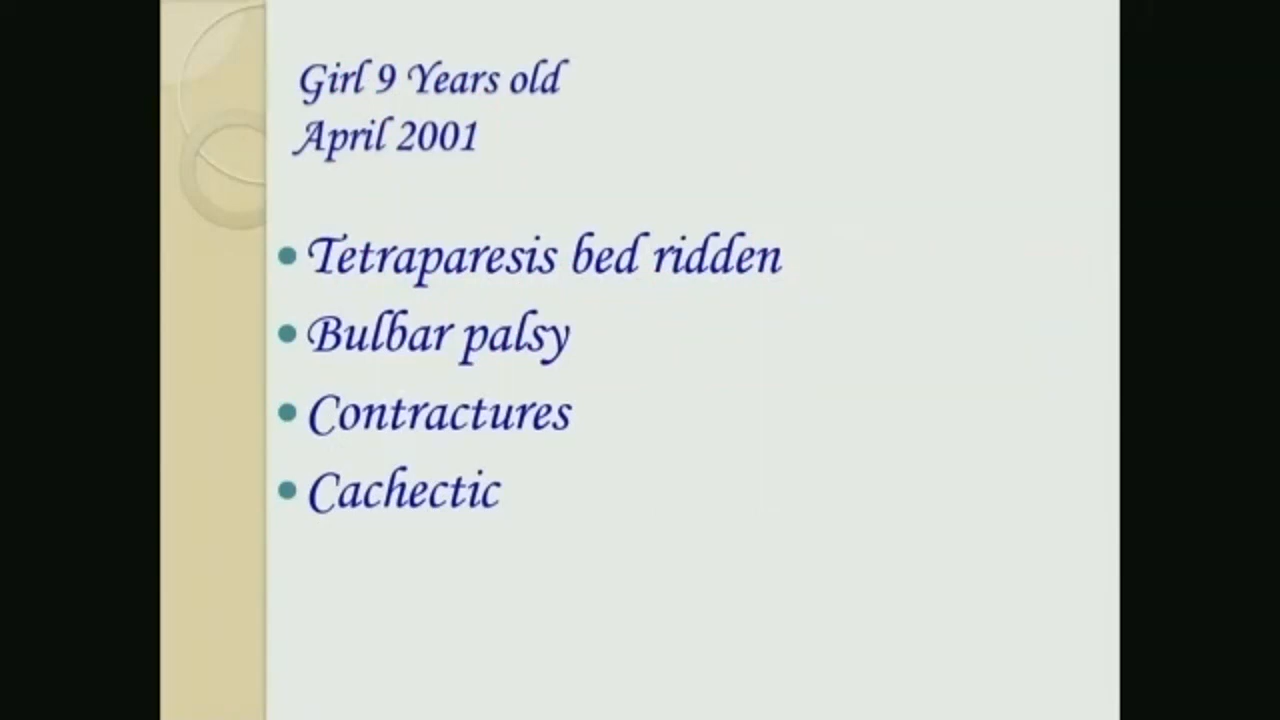 Girl 9 Years old
April 2001
• Tetraparesis bed ridden
• Bulbar palsy
• Contractures
• Cachectic